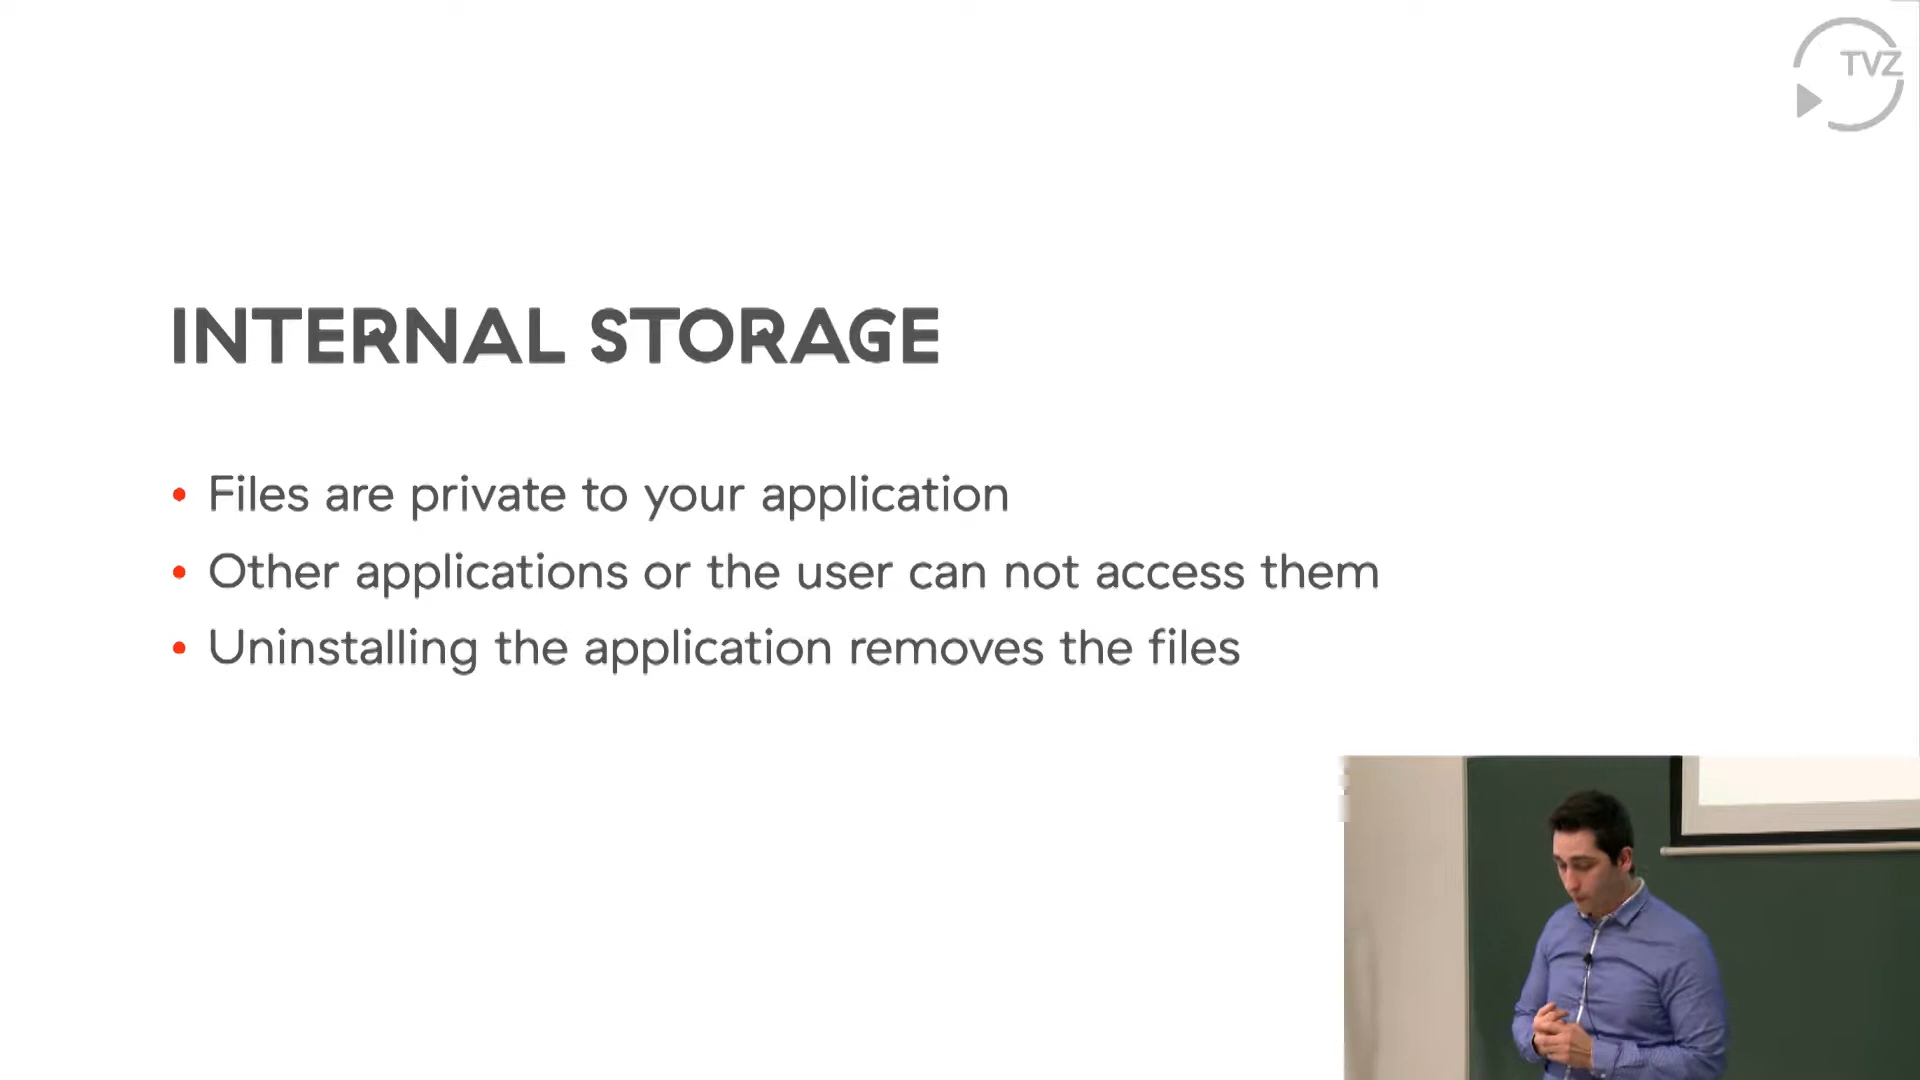 TVZ
INTERNAL STORAGE
• Files are private to your application
• Other applications or the user can not access them
• Uninstalling the application removes the files